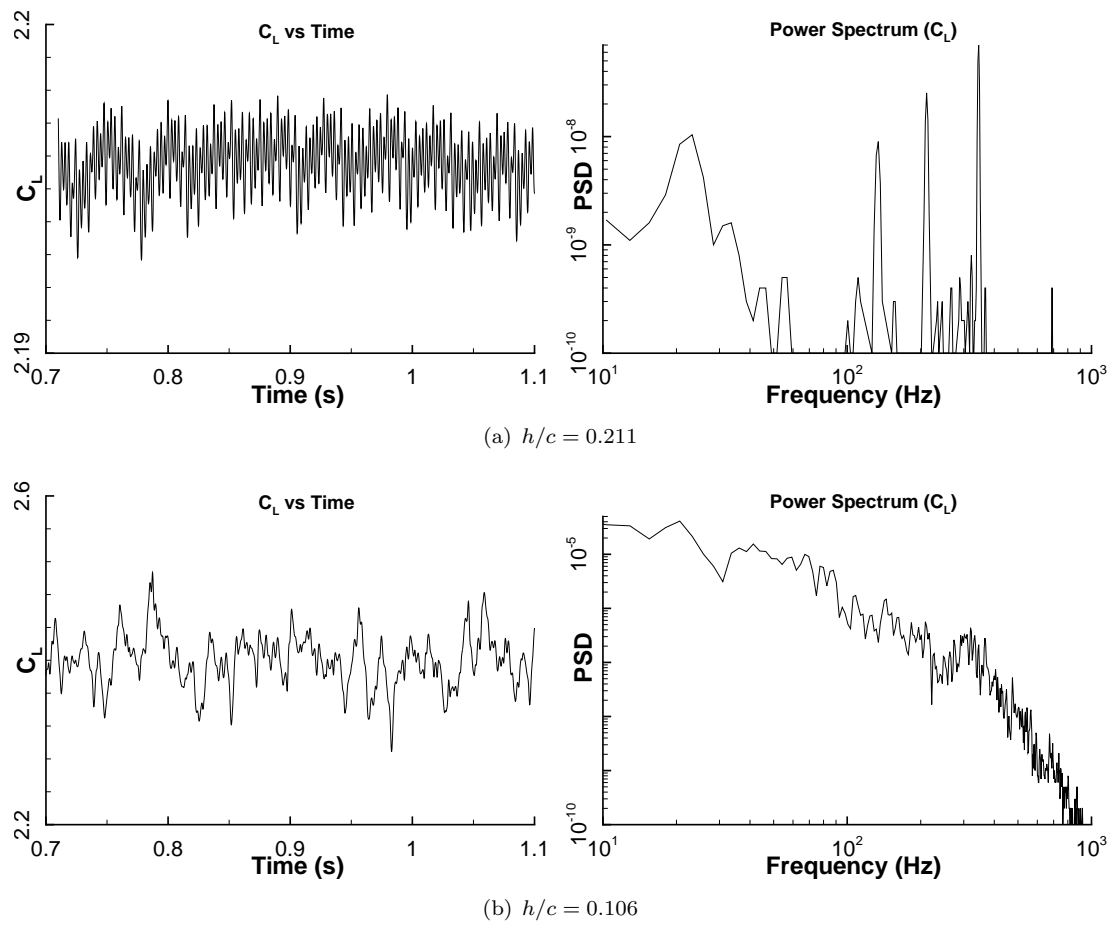 C_L vs Time
2.2
2.19
C_L
0.7 0.8 0.9 1 1.1
Time (s)
Power Spectrum (C_L)
10^-8
10^-9
10^-10
PSD
10^1 10^2 10^3
Frequency (Hz)
(a) h/c = 0.211
C_L vs Time
2.6
2.2
C_L
0.7 0.8 0.9 1 1.1
Time (s)
Power Spectrum (C_L)
10^-5
10^-10
PSD
10^1 10^2 10^3
Frequency (Hz)
(b) h/c = 0.106